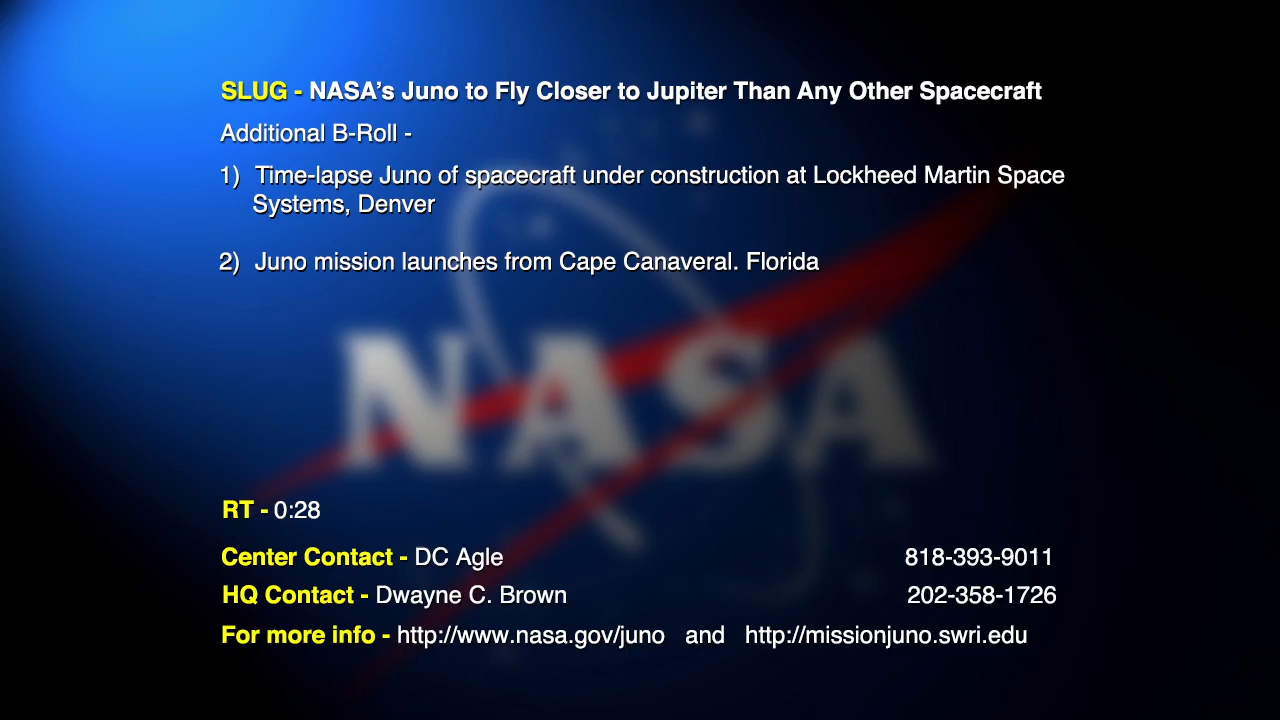 SLUG - NASA's Juno to Fly Closer to Jupiter Than Any Other Spacecraft
Additional B-Roll -
1) Time-lapse Juno of spacecraft under construction at Lockheed Martin Space
Systems, Denver
2) Juno mission launches from Cape Canaveral. Florida
NASA
RT - 0:28
Center Contact - DC Agle 818-393-9011
HQ Contact - Dwayne C. Brown 202-358-1726
For more info - http://www.nasa.gov/juno and http://missionjuno.swri.edu